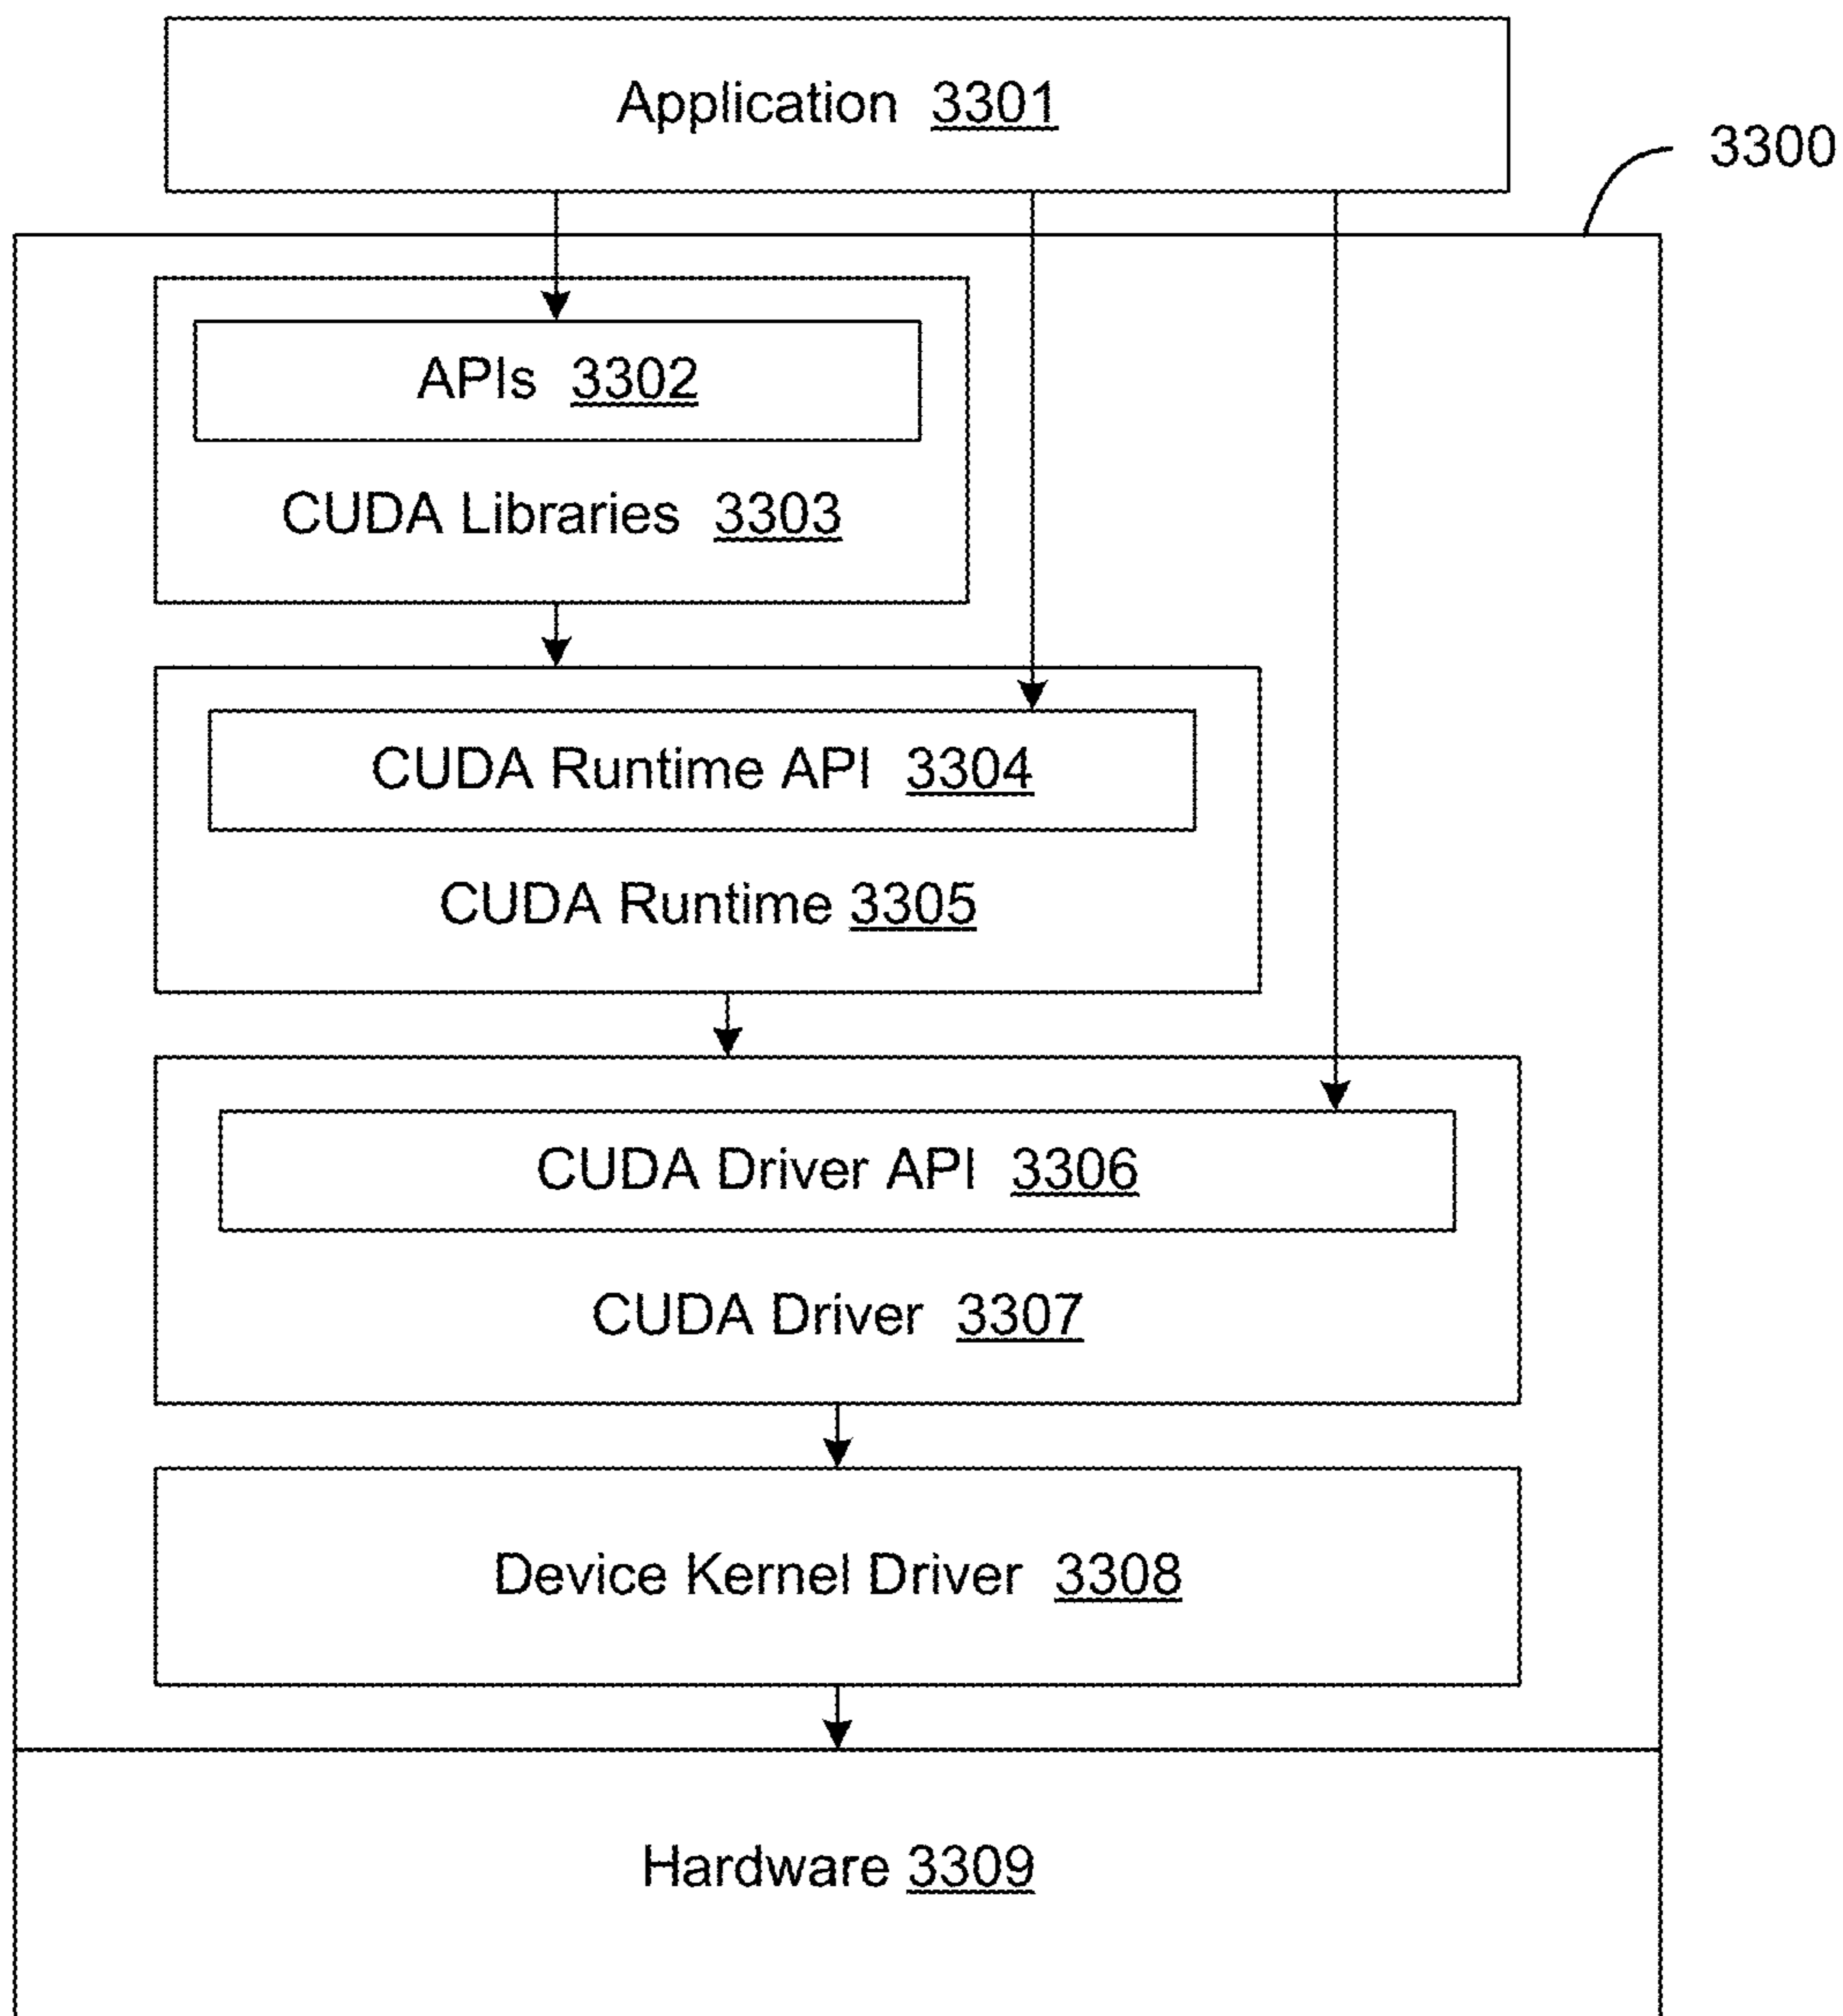 Application 3301
3300
APIs 3302
CUDA Libraries 3303
CUDA Runtime API 3304
CUDA Runtime 3305
CUDA Driver API 3306
CUDA Driver 3307
Device Kernel Driver 3308
Hardware 3309